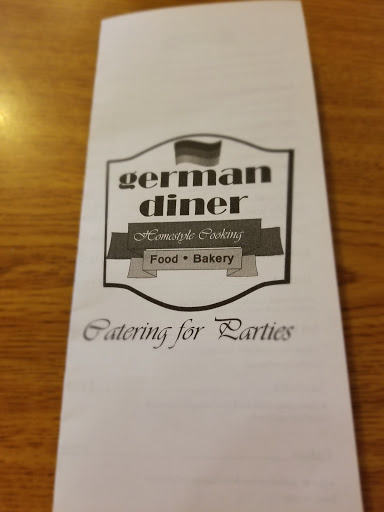 german
diner
Homestyle Cooking
Food • Bakery
Catering for Parties